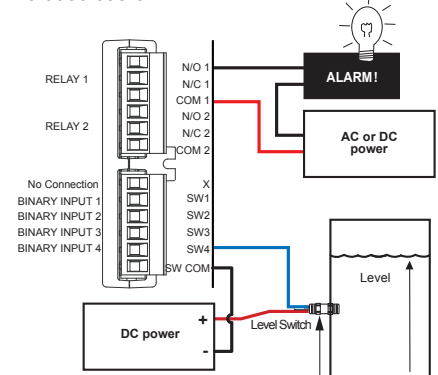 RELAY 1
RELAY 2
N/O 1
N/C 1
COM 1
N/O 2
N/C 2
COM 2
ALARM!
AC or DC
power
No Connection
BINARY INPUT 1
BINARY INPUT 2
BINARY INPUT 3
BINARY INPUT 4
X
SW1
SW2
SW3
SW4
SW COM
Level
Level Switch
DC power
+
-